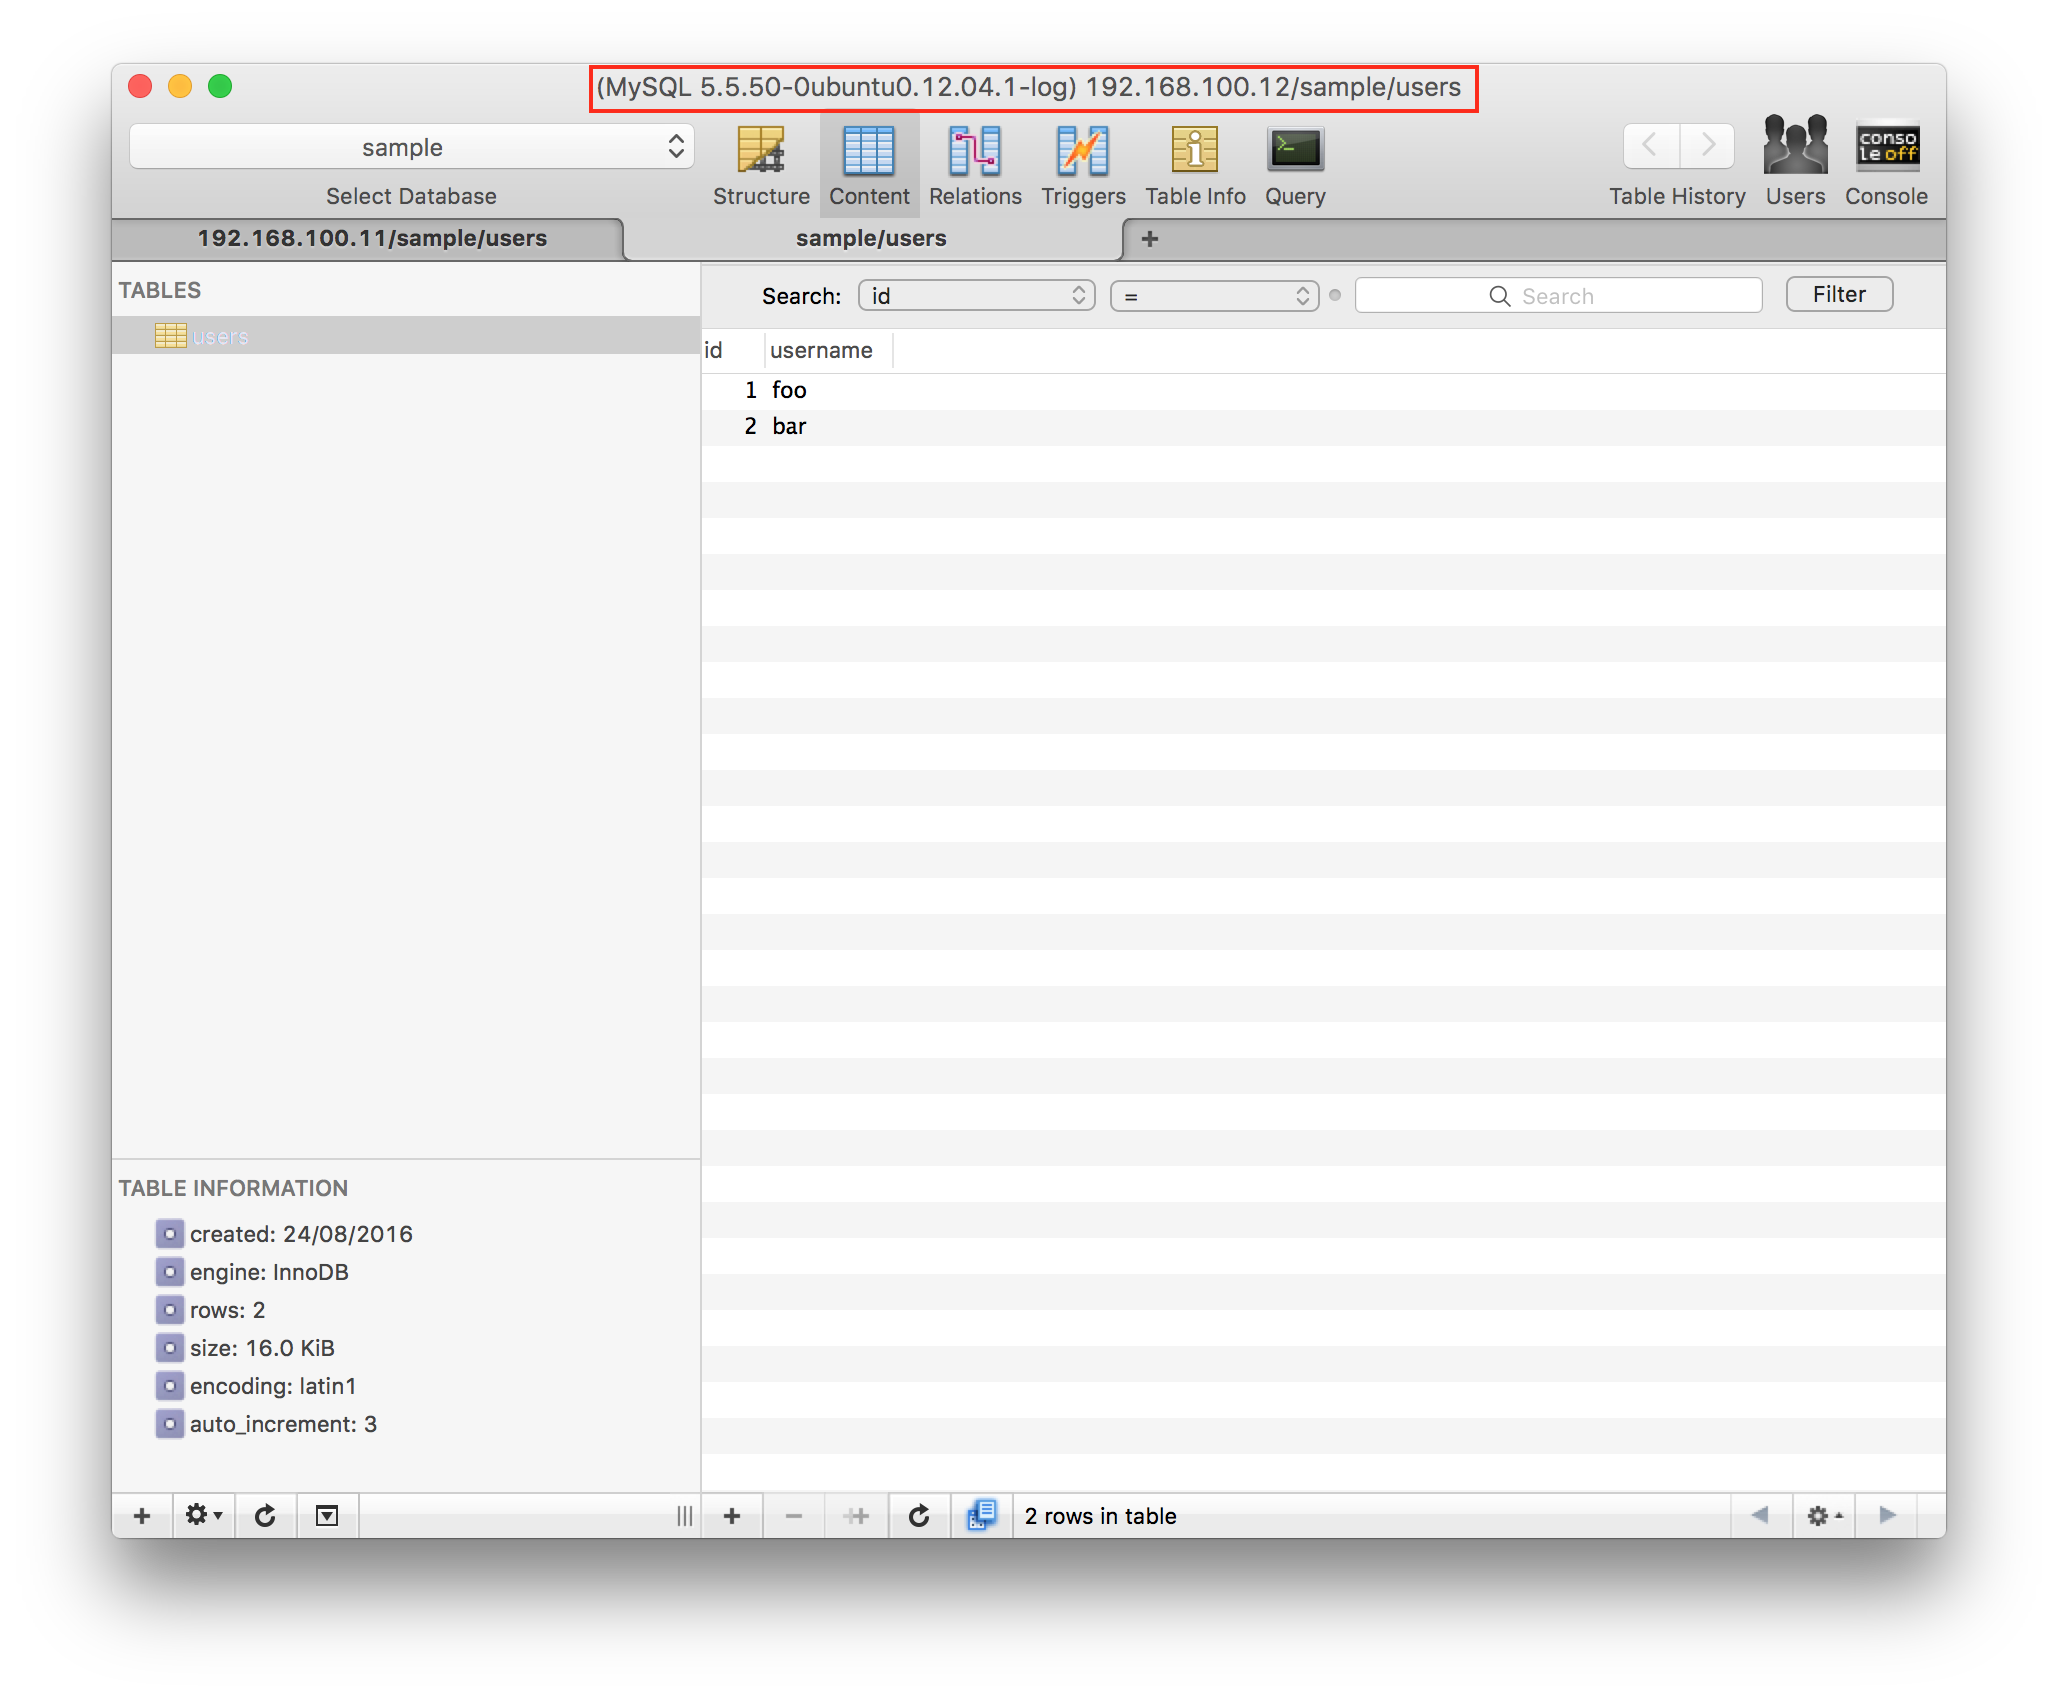 (MySQL 5.5.50-0ubuntu0.12.04.1-log) 192.168.100.12/sample/users
sample
Select Database
Structure
Content
Relations
Triggers
Table Info
Query
Table History
Users
conso
le off
Console
192.168.100.11/sample/users
sample/users
+
TABLES
users
Search:
id
=
Search
Filter
id username
1 foo
2 bar
TABLE INFORMATION
created: 24/08/2016
engine: InnoDB
rows: 2
size: 16.0 KiB
encoding: latin1
auto_increment: 3
2 rows in table